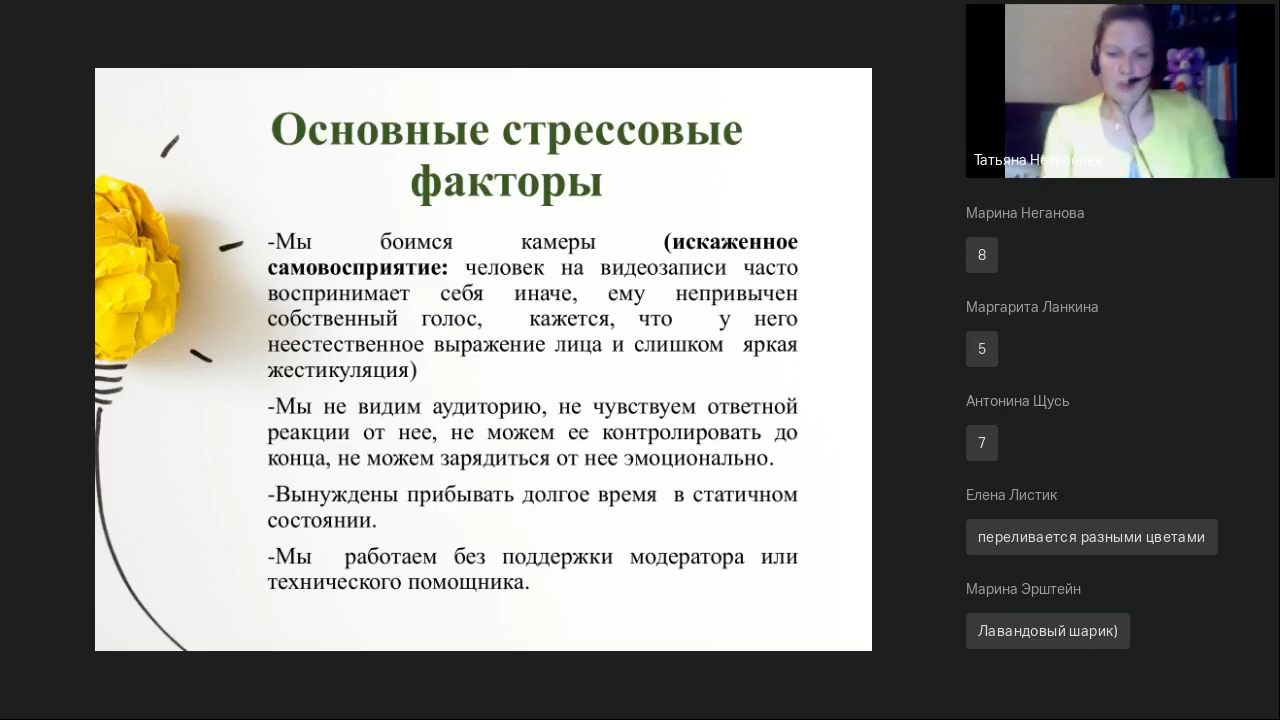 Основные стрессовые
факторы
-Мы боимся камеры (искаженное
самовосприятие: человек на видеозаписи часто
воспринимает себя иначе, ему непривычен
собственный голос, кажется, что у него
неестественное выражение лица и слишком яркая
жестикуляция)
-Мы не видим аудиторию, не чувствуем ответной
реакции от нее, не можем ее контролировать до
конца, не можем зарядиться от нее эмоционально.
-Вынуждены прибывать долгое время в статичном
состоянии.
-Мы работаем без поддержки модератора или
технического помощника.
Татьяна
Марина Неганова
8
Маргарита Ланкина
5
Антонина Щусь
7
Елена Листик
переливается разными цветами
Марина Эрштейн
Лавандовый шарик)